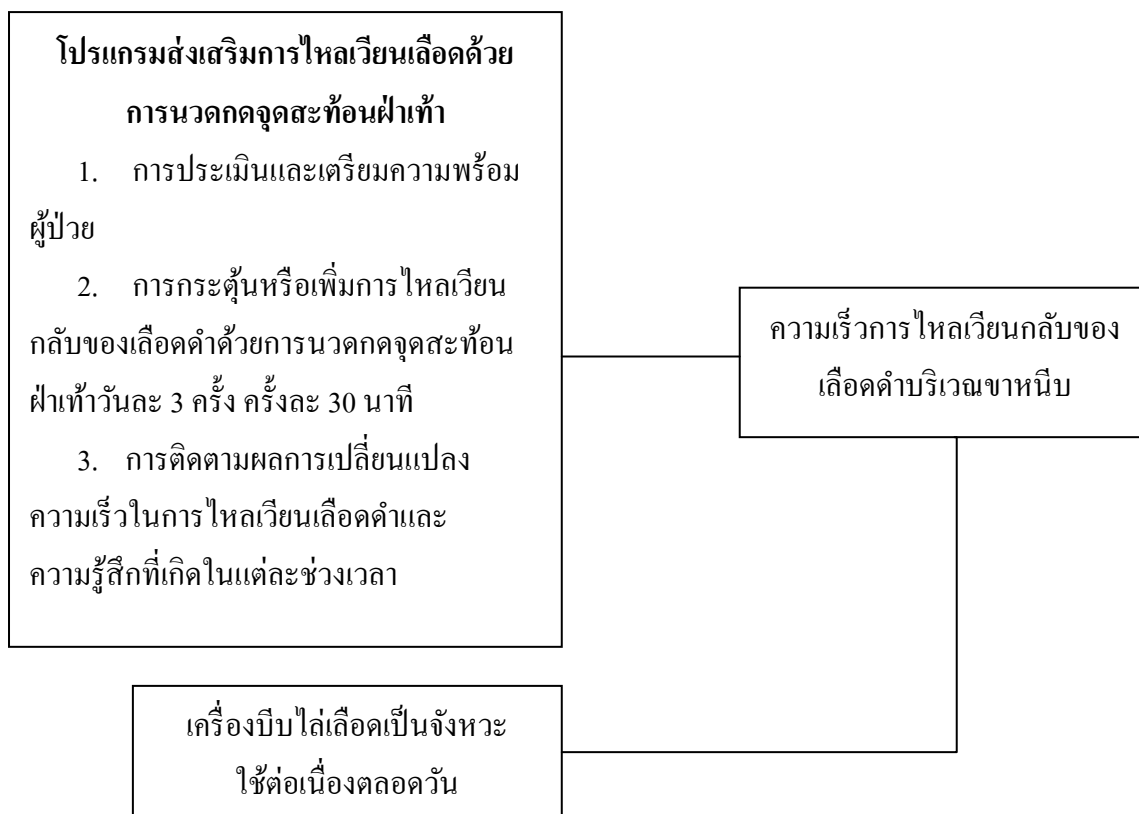 โปรแกรมส่งเสริมการไหลเวียนเลือดด้วย
การนวดกดจุดสะท้อนฝ่าเท้า
1. การประเมินและเตรียมความพร้อม
ผู้ป่วย
2. การกระตุ้นหรือเพิ่มการไหลเวียน
กลับของเลือดดำด้วยการนวดกดจุดสะท้อน
ฝ่าเท้าวันละ 3 ครั้ง ครั้งละ 30 นาที
3. การติดตามผลการเปลี่ยนแปลง
ความเร็วในการไหลเวียนเลือดดำและ
ความรู้สึกที่เกิดในแต่ละช่วงเวลา
ความเร็วการไหลเวียนกลับของ
เลือดดำบริเวณขาหนีบ
เครื่องบีบไล่เลือดเป็นจังหวะ
ใช้ต่อเนื่องตลอดวัน